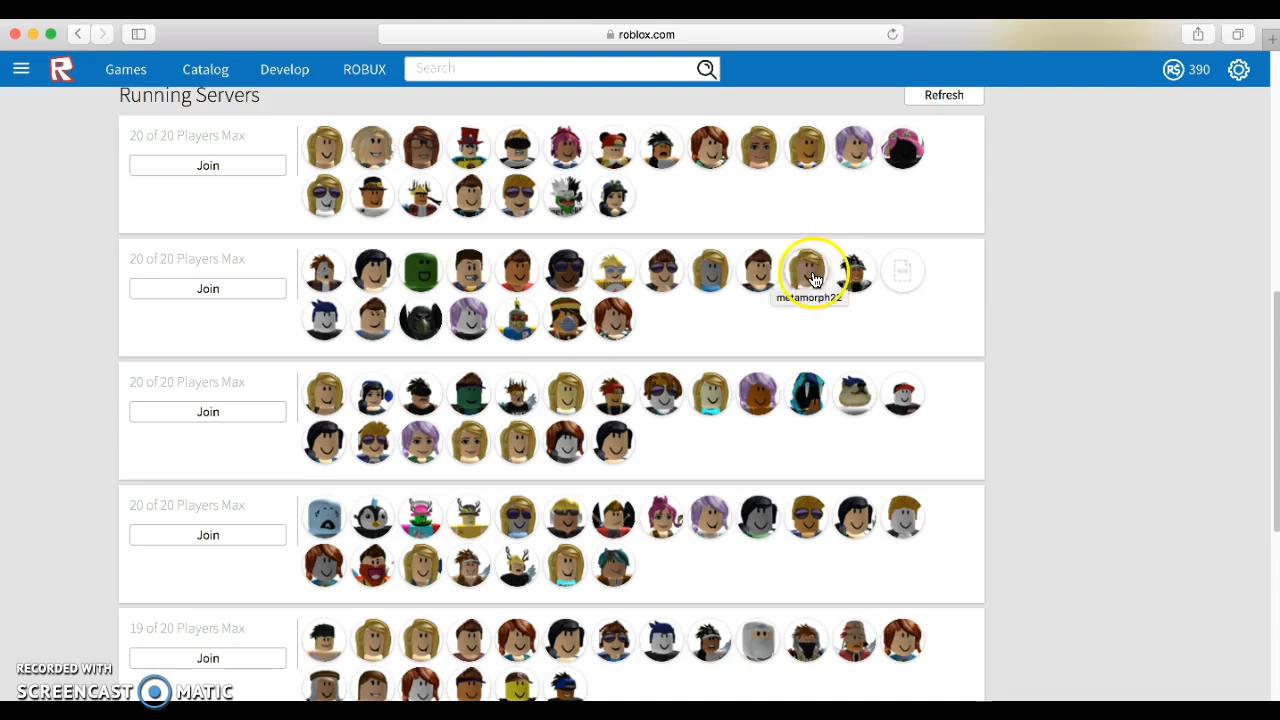 roblox.com
Games Catalog Develop ROBUX Search R$ 390
Running Servers Refresh
20 of 20 Players Max
Join
20 of 20 Players Max
Join
N/A
metamorph22
20 of 20 Players Max
Join
20 of 20 Players Max
Join
19 of 20 Players Max
Join
RECORDED WITH
SCREENCAST MATIC